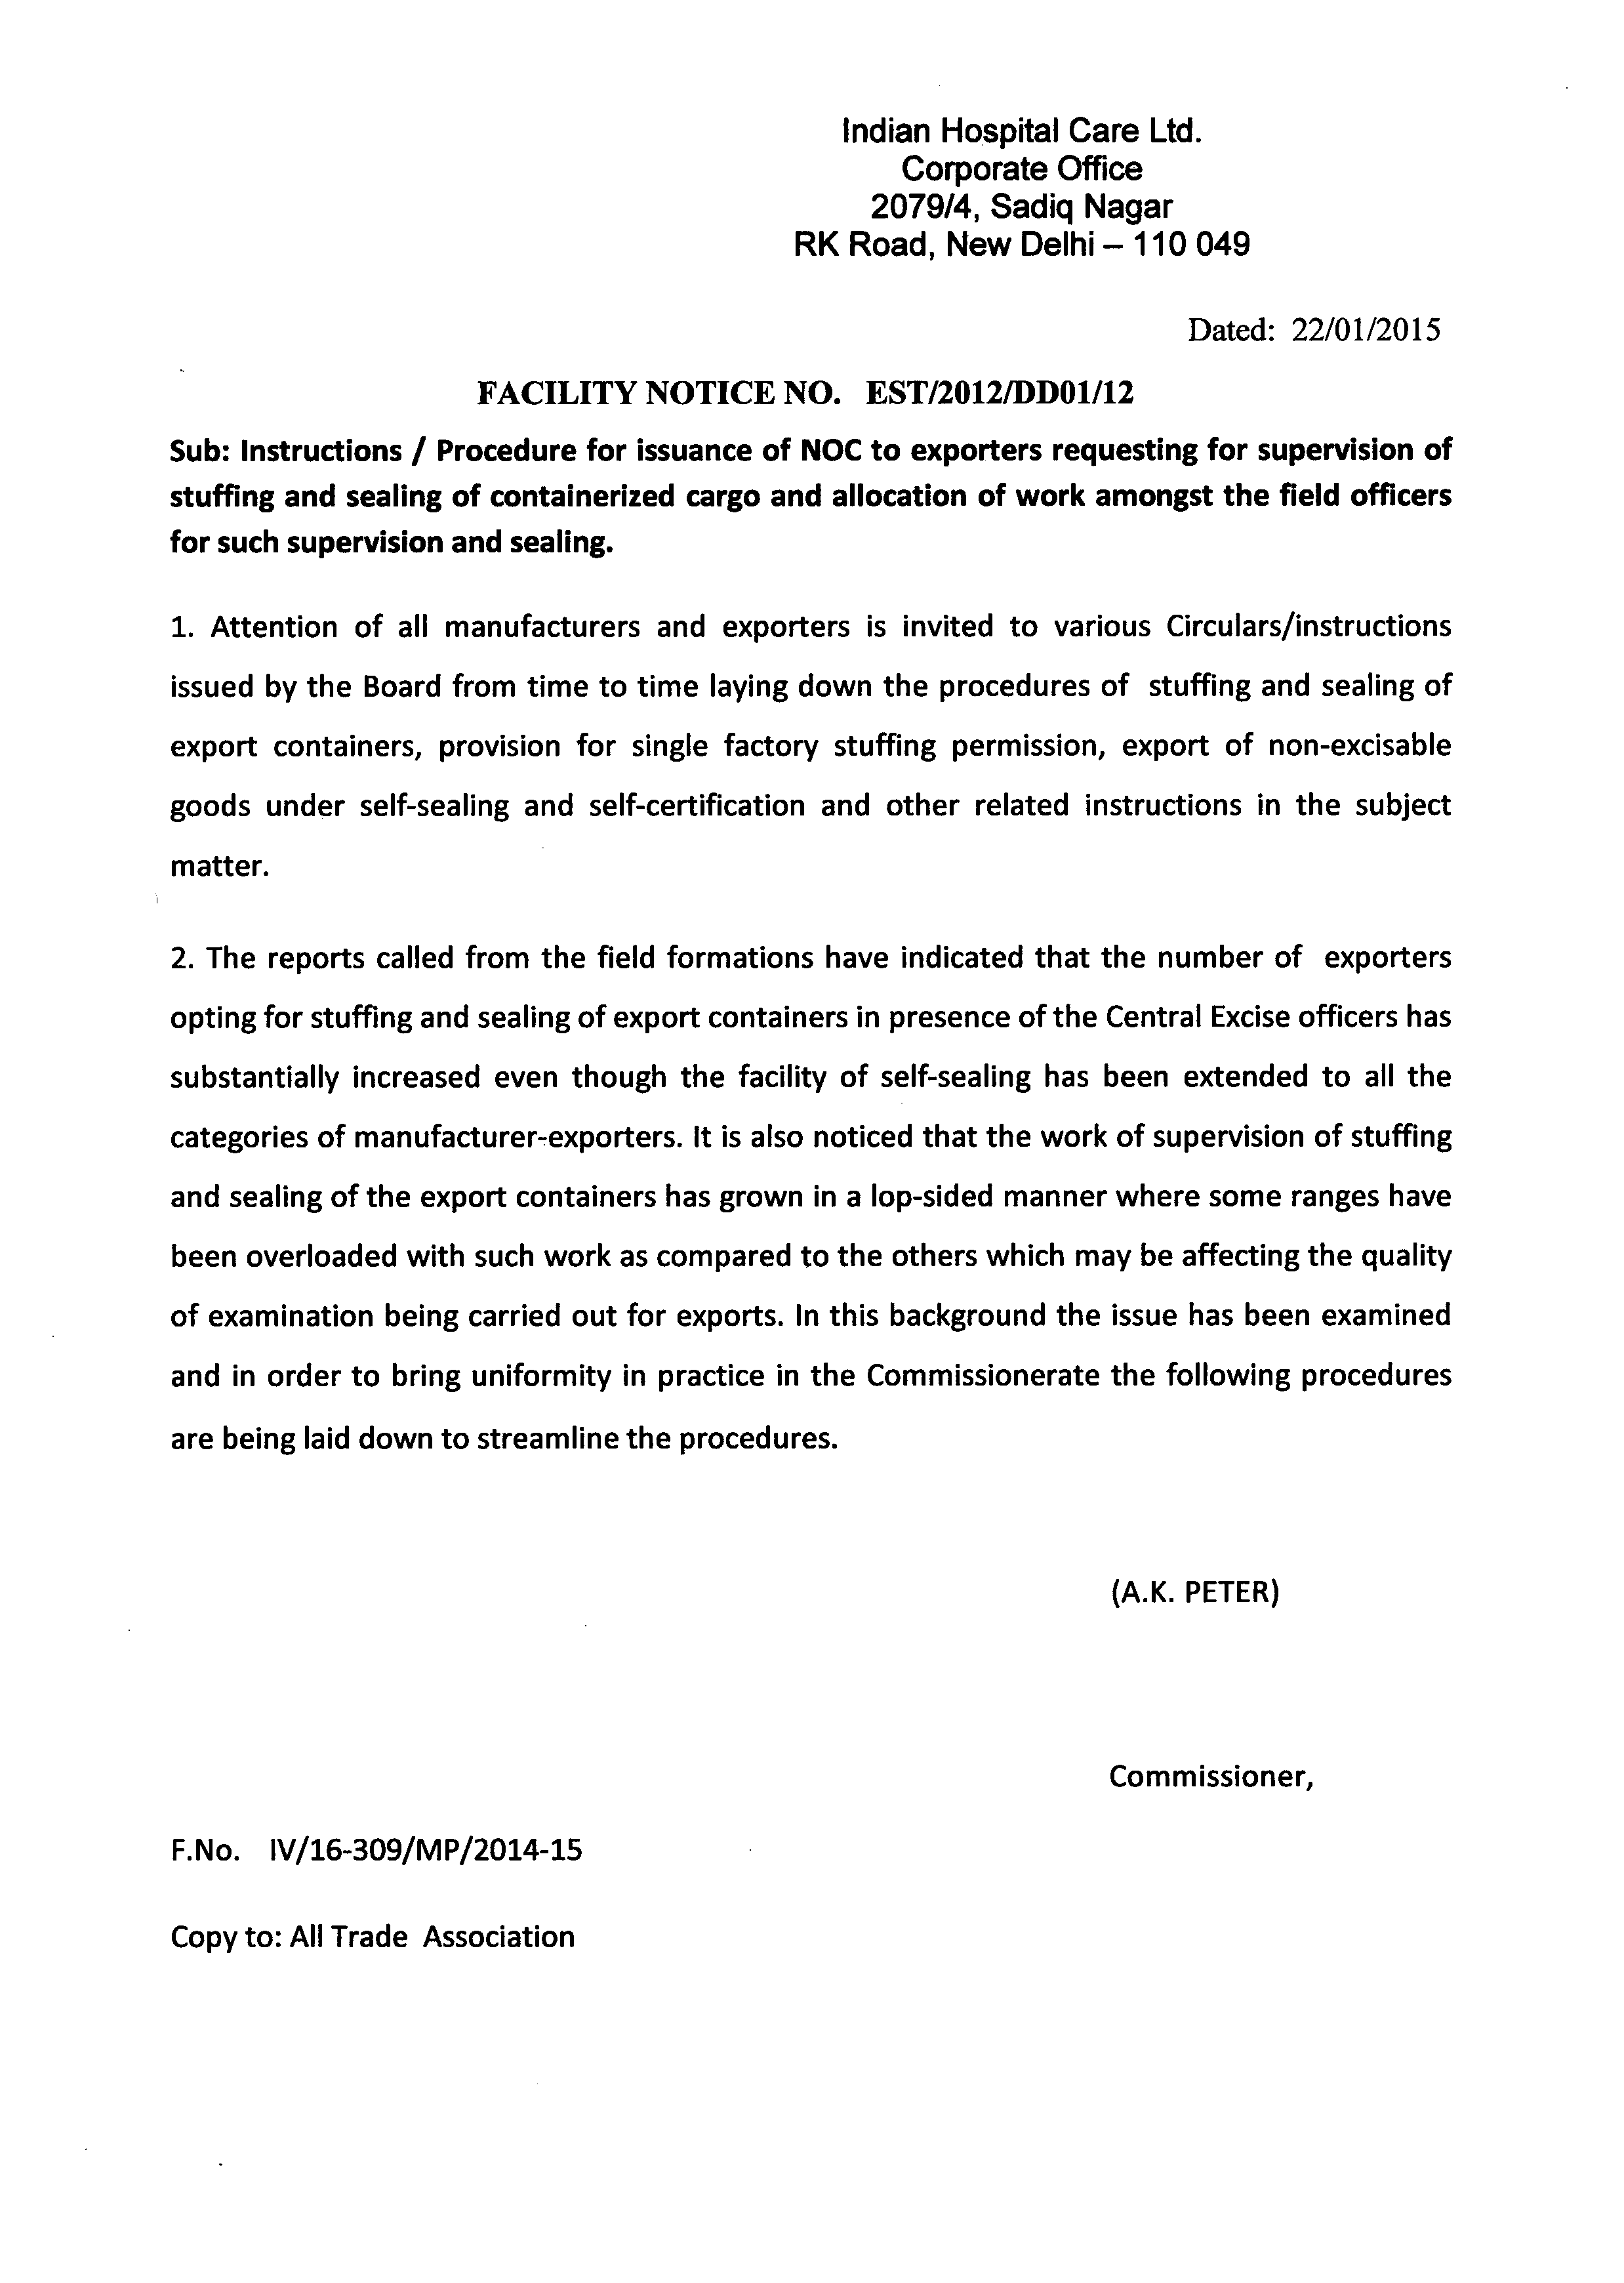 Indian Hospital Care Ltd.
Corporate Office
2079/4, Sadiq Nagar
RK Road, New Delhi – 110 049
Dated: 22/01/2015
FACILITY NOTICE NO. EST/2012/DD01/12
Sub: Instructions / Procedure for issuance of NOC to exporters requesting for supervision of
stuffing and sealing of containerized cargo and allocation of work amongst the field officers
for such supervision and sealing.
1. Attention of all manufacturers and exporters is invited to various Circulars/instructions
issued by the Board from time to time laying down the procedures of stuffing and sealing of
export containers, provision for single factory stuffing permission, export of non-excisable
goods under self-sealing and self-certification and other related instructions in the subject
matter.
2. The reports called from the field formations have indicated that the number of exporters
opting for stuffing and sealing of export containers in presence of the Central Excise officers has
substantially increased even though the facility of self-sealing has been extended to all the
categories of manufacturer-exporters. It is also noticed that the work of supervision of stuffing
and sealing of the export containers has grown in a lop-sided manner where some ranges have
been overloaded with such work as compared to the others which may be affecting the quality
of examination being carried out for exports. In this background the issue has been examined
and in order to bring uniformity in practice in the Commissionerate the following procedures
are being laid down to streamline the procedures.
(A.K. PETER)
Commissioner,
F.No. IV/16-309/MP/2014-15
Copy to: All Trade Association